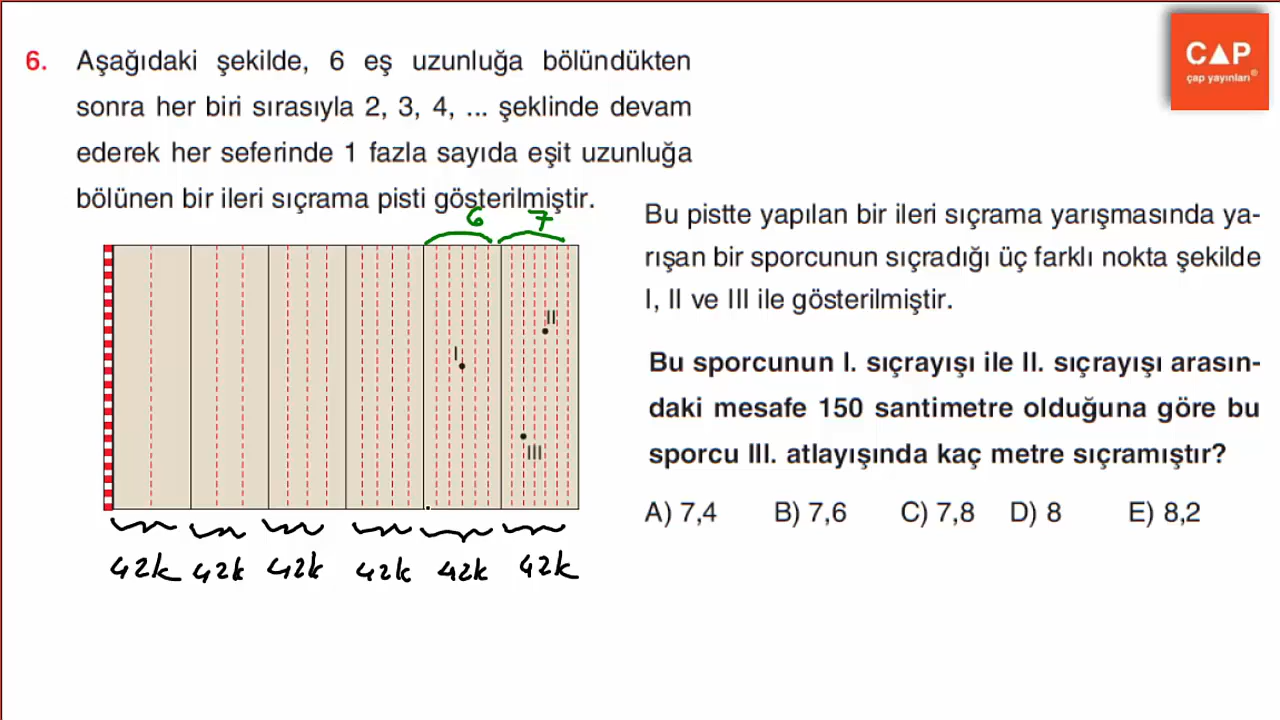 6. Aşağıdaki şekilde, 6 eş uzunluğa bölündükten
sonra her biri sırasıyla 2, 3, 4, ... şeklinde devam
ederek her seferinde 1 fazla sayıda eşit uzunluğa
bölünen bir ileri sıçrama pisti gösterilmiştir.
6 7
II
I
III
42k 42k 42k 42k 42k 42k
CAP
çap yayınları®
Bu pistte yapılan bir ileri sıçrama yarışmasında ya-
rışan bir sporcunun sıçradığı üç farklı nokta şekilde
I, II ve III ile gösterilmiştir.
Bu sporcunun I. sıçrayışı ile II. sıçrayışı arasın-
daki mesafe 150 santimetre olduğuna göre bu
sporcu III. atlayışında kaç metre sıçramıştır?
A) 7,4 B) 7,6 C) 7,8 D) 8 E) 8,2